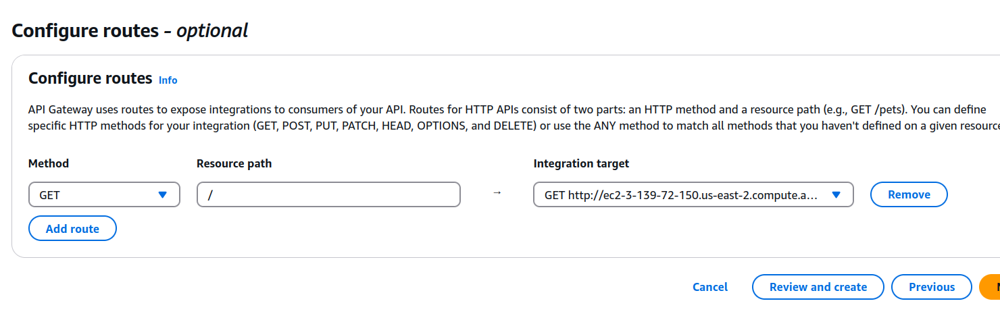 Configure routes - optional
Configure routes Info
API Gateway uses routes to expose integrations to consumers of your API. Routes for HTTP APIs consist of two parts: an HTTP method and a resource path (e.g., GET /pets). You can define
specific HTTP methods for your integration (GET, POST, PUT, PATCH, HEAD, OPTIONS, and DELETE) or use the ANY method to match all methods that you haven't defined on a given resource
Method Resource path Integration target
GET / → GET http://ec2-3-139-72-150.us-east-2.compute.a... Remove
Add route
Cancel Review and create Previous